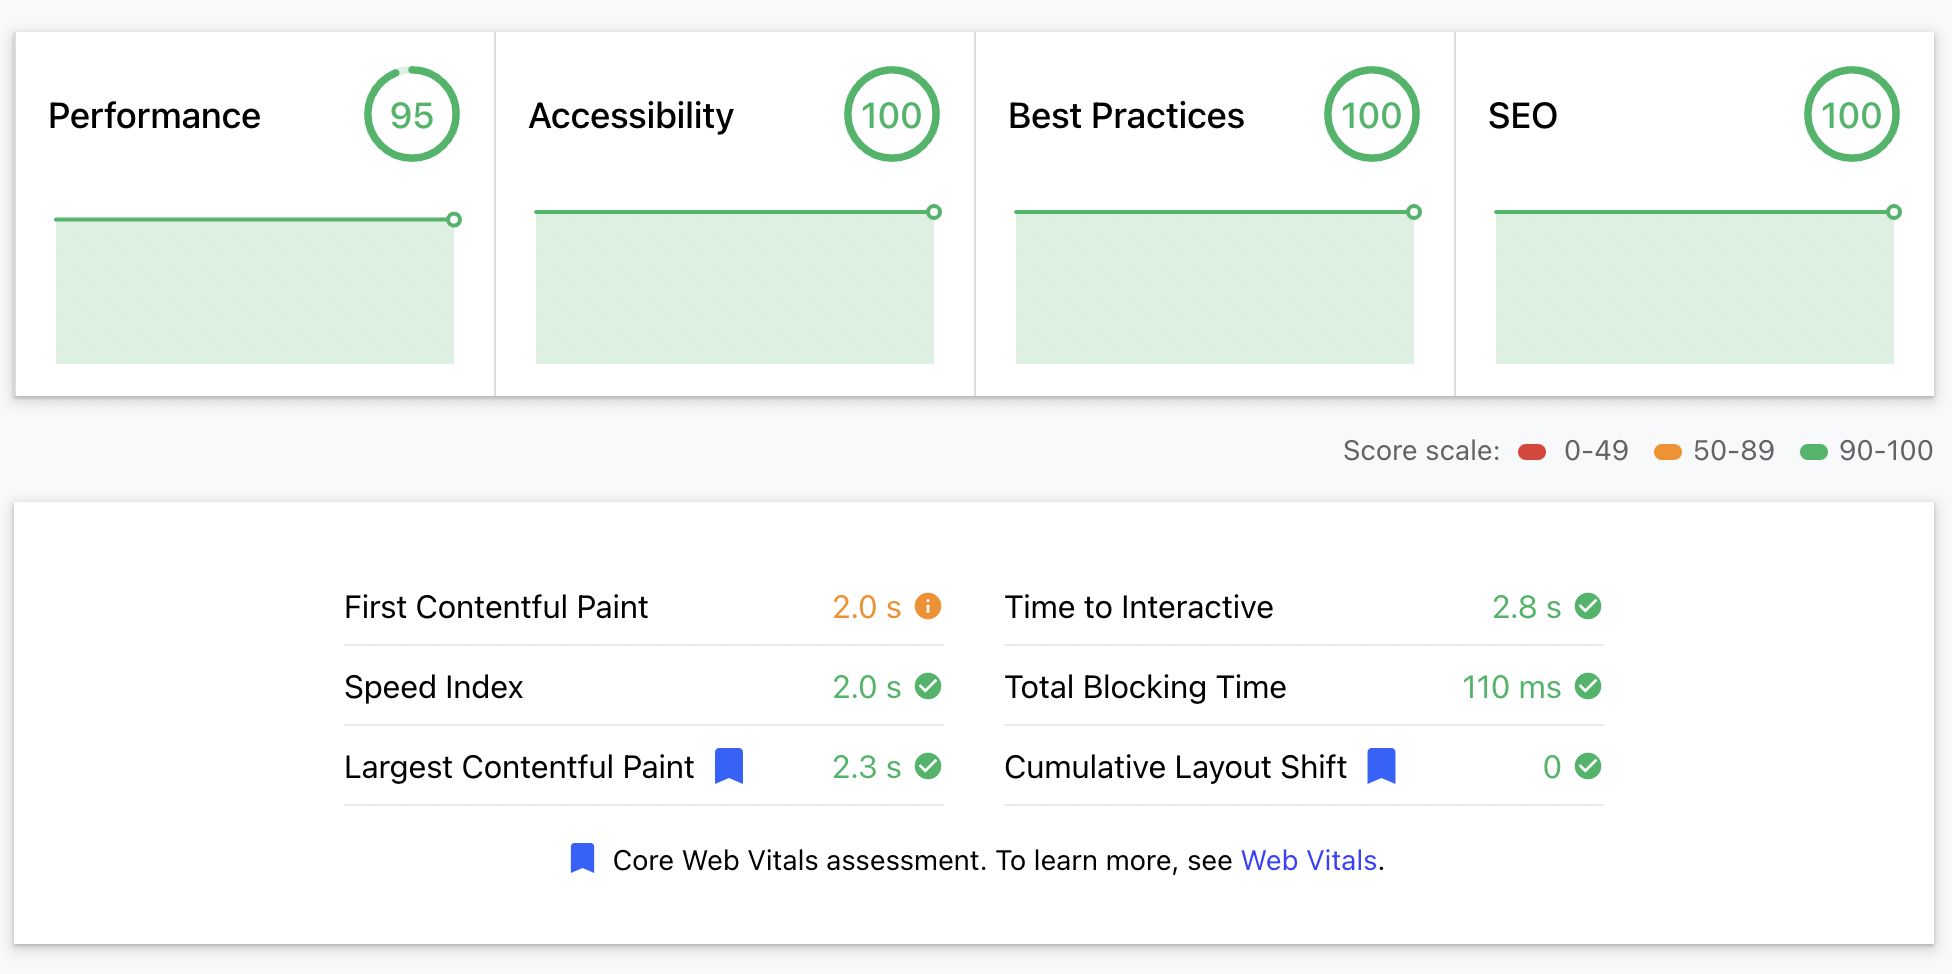 Performance 95
Accessibility 100
Best Practices 100
SEO 100
Score scale: 0-49 50-89 90-100
First Contentful Paint 2.0 s
Time to Interactive 2.8 s
Speed Index 2.0 s
Total Blocking Time 110 ms
Largest Contentful Paint 2.3 s
Cumulative Layout Shift 0
Core Web Vitals assessment. To learn more, see Web Vitals.